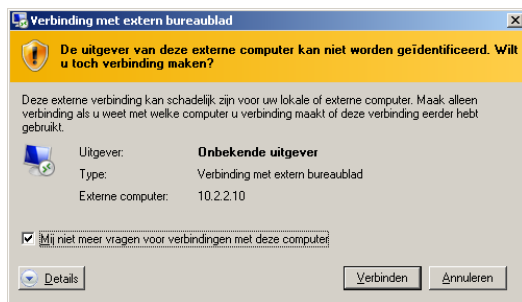 Verbinding met extern bureaublad
De uitgever van deze externe computer kan niet worden geïdentificeerd. Wilt
u toch verbinding maken?
Deze externe verbinding kan schadelijk zijn voor uw lokale of externe computer. Maak alleen
verbinding als u weet met welke computer u verbinding maakt of deze verbinding eerder hebt
gebruikt.
Uitgever: Onbekende uitgever
Type: Verbinding met extern bureaublad
Externe computer: 10.2.2.10
Mij niet meer vragen voor verbindingen met deze computer
Details Verbinden Annuleren